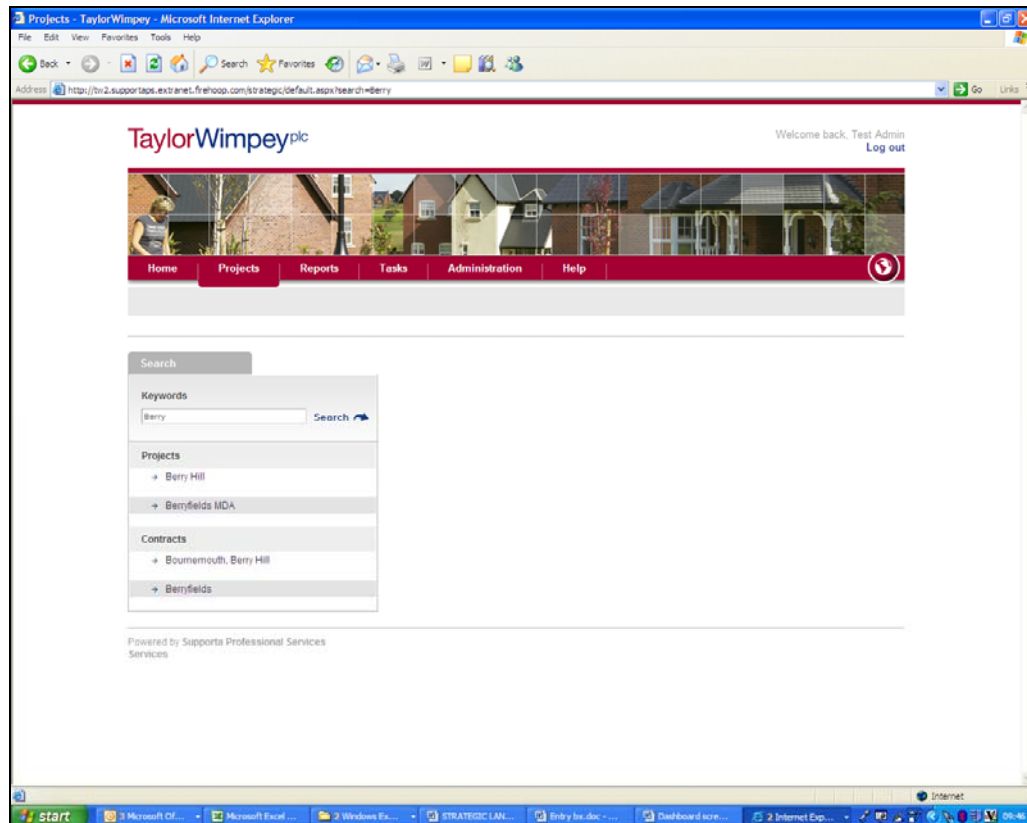 Projects - TaylorWimpey - Microsoft Internet Explorer
File Edit View Favorites Tools Help
Back Search Favorites
Address http://tw2.supportaps.extranet.firehoop.com/strategic/default.aspx?search=Berry Go Links
TaylorWimpey plc
Welcome back, Test Admin
Log out
Home Projects Reports Tasks Administration Help
Search
Keywords
Berry Search
Projects
Berry Hill
Berryfields MDA
Contracts
Bournemouth, Berry Hill
Berryfields
Powered by Supporta Professional Services
Services
Internet
start 3 Microsoft Of... Microsoft Excel ... 2 Windows Ex... STRATEGIC LAN... Entry bx.doc - ... Dashboard scre... 2 Internet Exp...